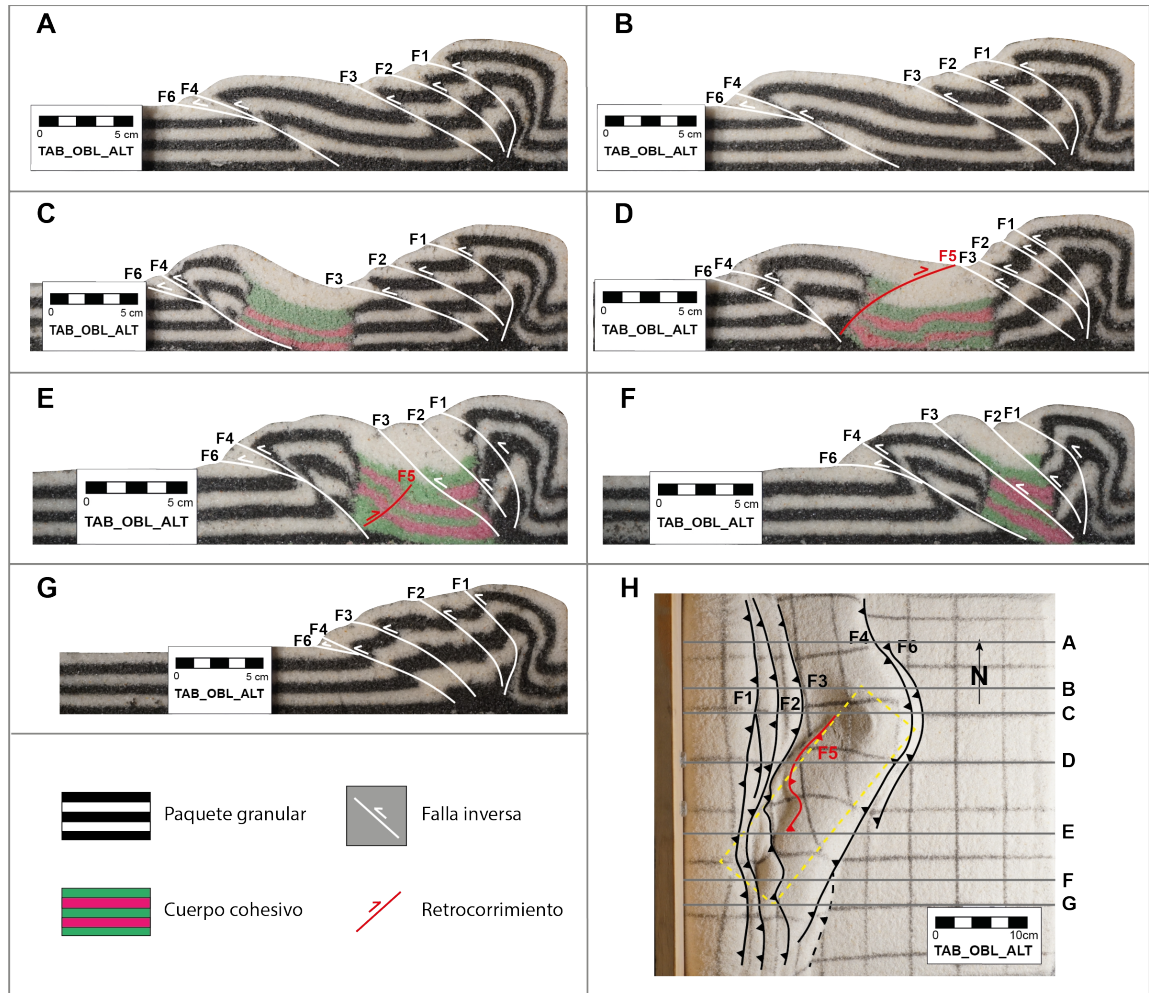 A
F1
F2
F3
F4
F6
0 5 cm
TAB_OBL_ALT
B
F1
F2
F3
F4
F6
0 5 cm
TAB_OBL_ALT
C
F1
F2
F3
F4
F6
0 5 cm
TAB_OBL_ALT
D
F1
F2
F5
F3
F4
F6
0 5 cm
TAB_OBL_ALT
E
F1
F2
F3
F4
F6
F5
0 5 cm
TAB_OBL_ALT
F
F3
F2
F1
F4
F6
0 5 cm
TAB_OBL_ALT
G
F1
F2
F3
F4
F6
0 5 cm
TAB_OBL_ALT
H
A
F4
F6
N
F3
B
F1
F2
C
F5
D
E
F
G
0 10cm
TAB_OBL_ALT
Paquete granular
Falla inversa
Cuerpo cohesivo
Retrocorrimiento